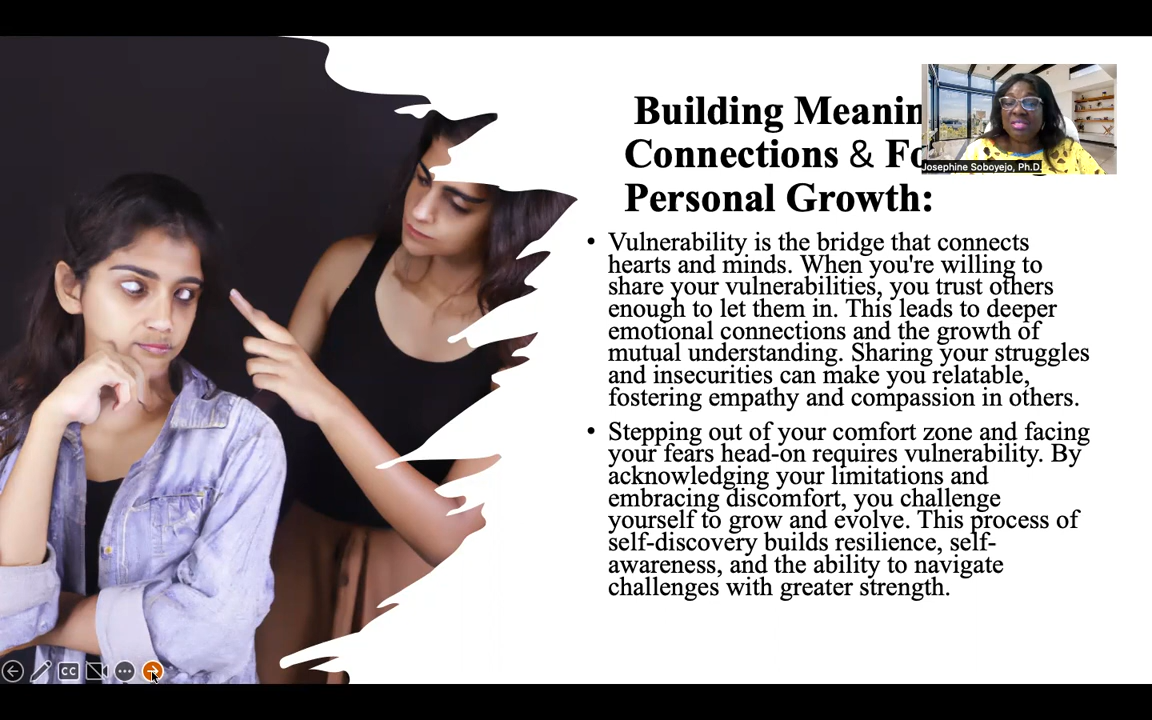 Building Meanin
Connections & Fo
Personal Growth:
Josephine Soboyejo, Ph.D.
• Vulnerability is the bridge that connects
hearts and minds. When you're willing to
share your vulnerabilities, you trust others
enough to let them in. This leads to deeper
emotional connections and the growth of
mutual understanding. Sharing your struggles
and insecurities can make you relatable,
fostering empathy and compassion in others.
• Stepping out of your comfort zone and facing
your fears head-on requires vulnerability. By
acknowledging your limitations and
embracing discomfort, you challenge
yourself to grow and evolve. This process of
self-discovery builds resilience, self-
awareness, and the ability to navigate
challenges with greater strength.
CC